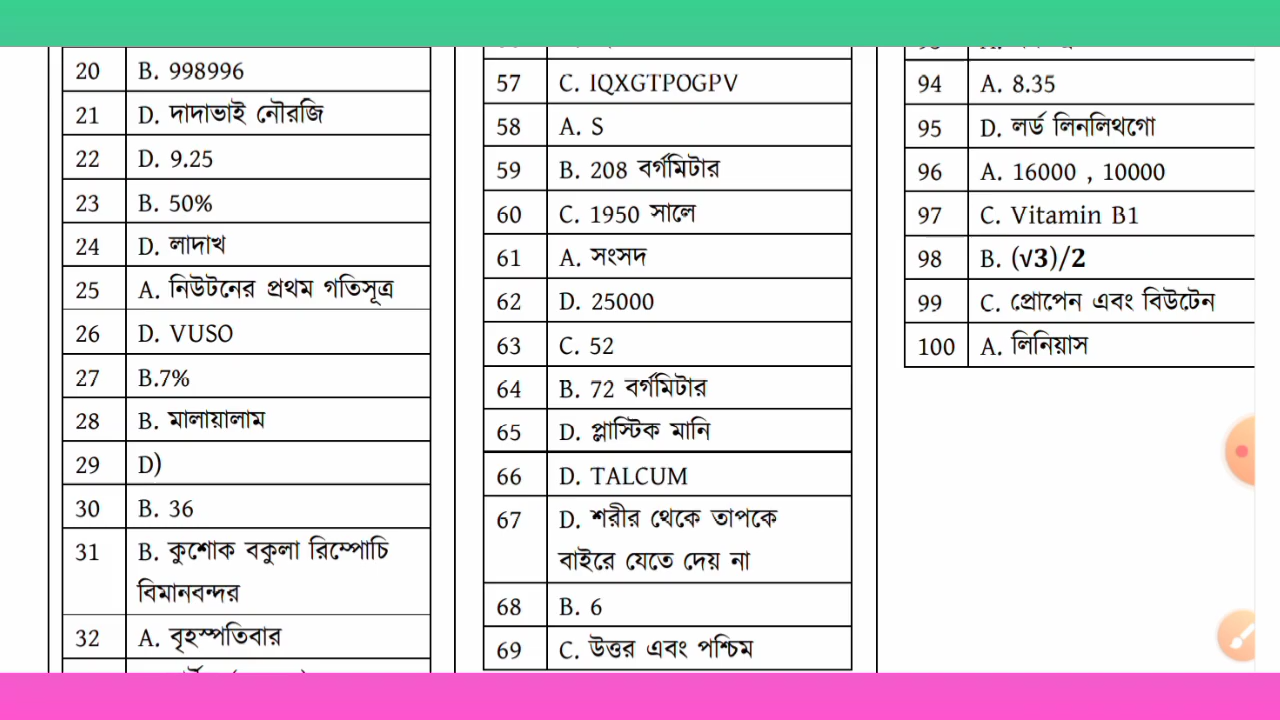 20 B. 998996
21 D. দাদাভাই নৌরজি
22 D. 9.25
23 B. 50%
24 D. লাদাখ
25 A. নিউটনের প্রথম গতিসূত্র
26 D. VUSO
27 B.7%
28 B. মালায়ালাম
29 D)
30 B. 36
31 B. কুশোক বকুলা রিম্পোচি
বিমানবন্দর
32 A. বৃহস্পতিবার
57 C. IQXGTPOGPV
58 A. S
59 B. 208 বর্গমিটার
60 C. 1950 সালে
61 A. সংসদ
62 D. 25000
63 C. 52
64 B. 72 বর্গমিটার
65 D. প্লাস্টিক মানি
66 D. TALCUM
67 D. শরীর থেকে তাপকে
বাইরে যেতে দেয় না
68 B. 6
69 C. উত্তর এবং পশ্চিম
94 A. 8.35
95 D. লর্ড লিনলিথগো
96 A. 16000 , 10000
97 C. Vitamin B1
98 B. (√3)/2
99 C. প্রোপেন এবং বিউটেন
100 A. লিনিয়াস